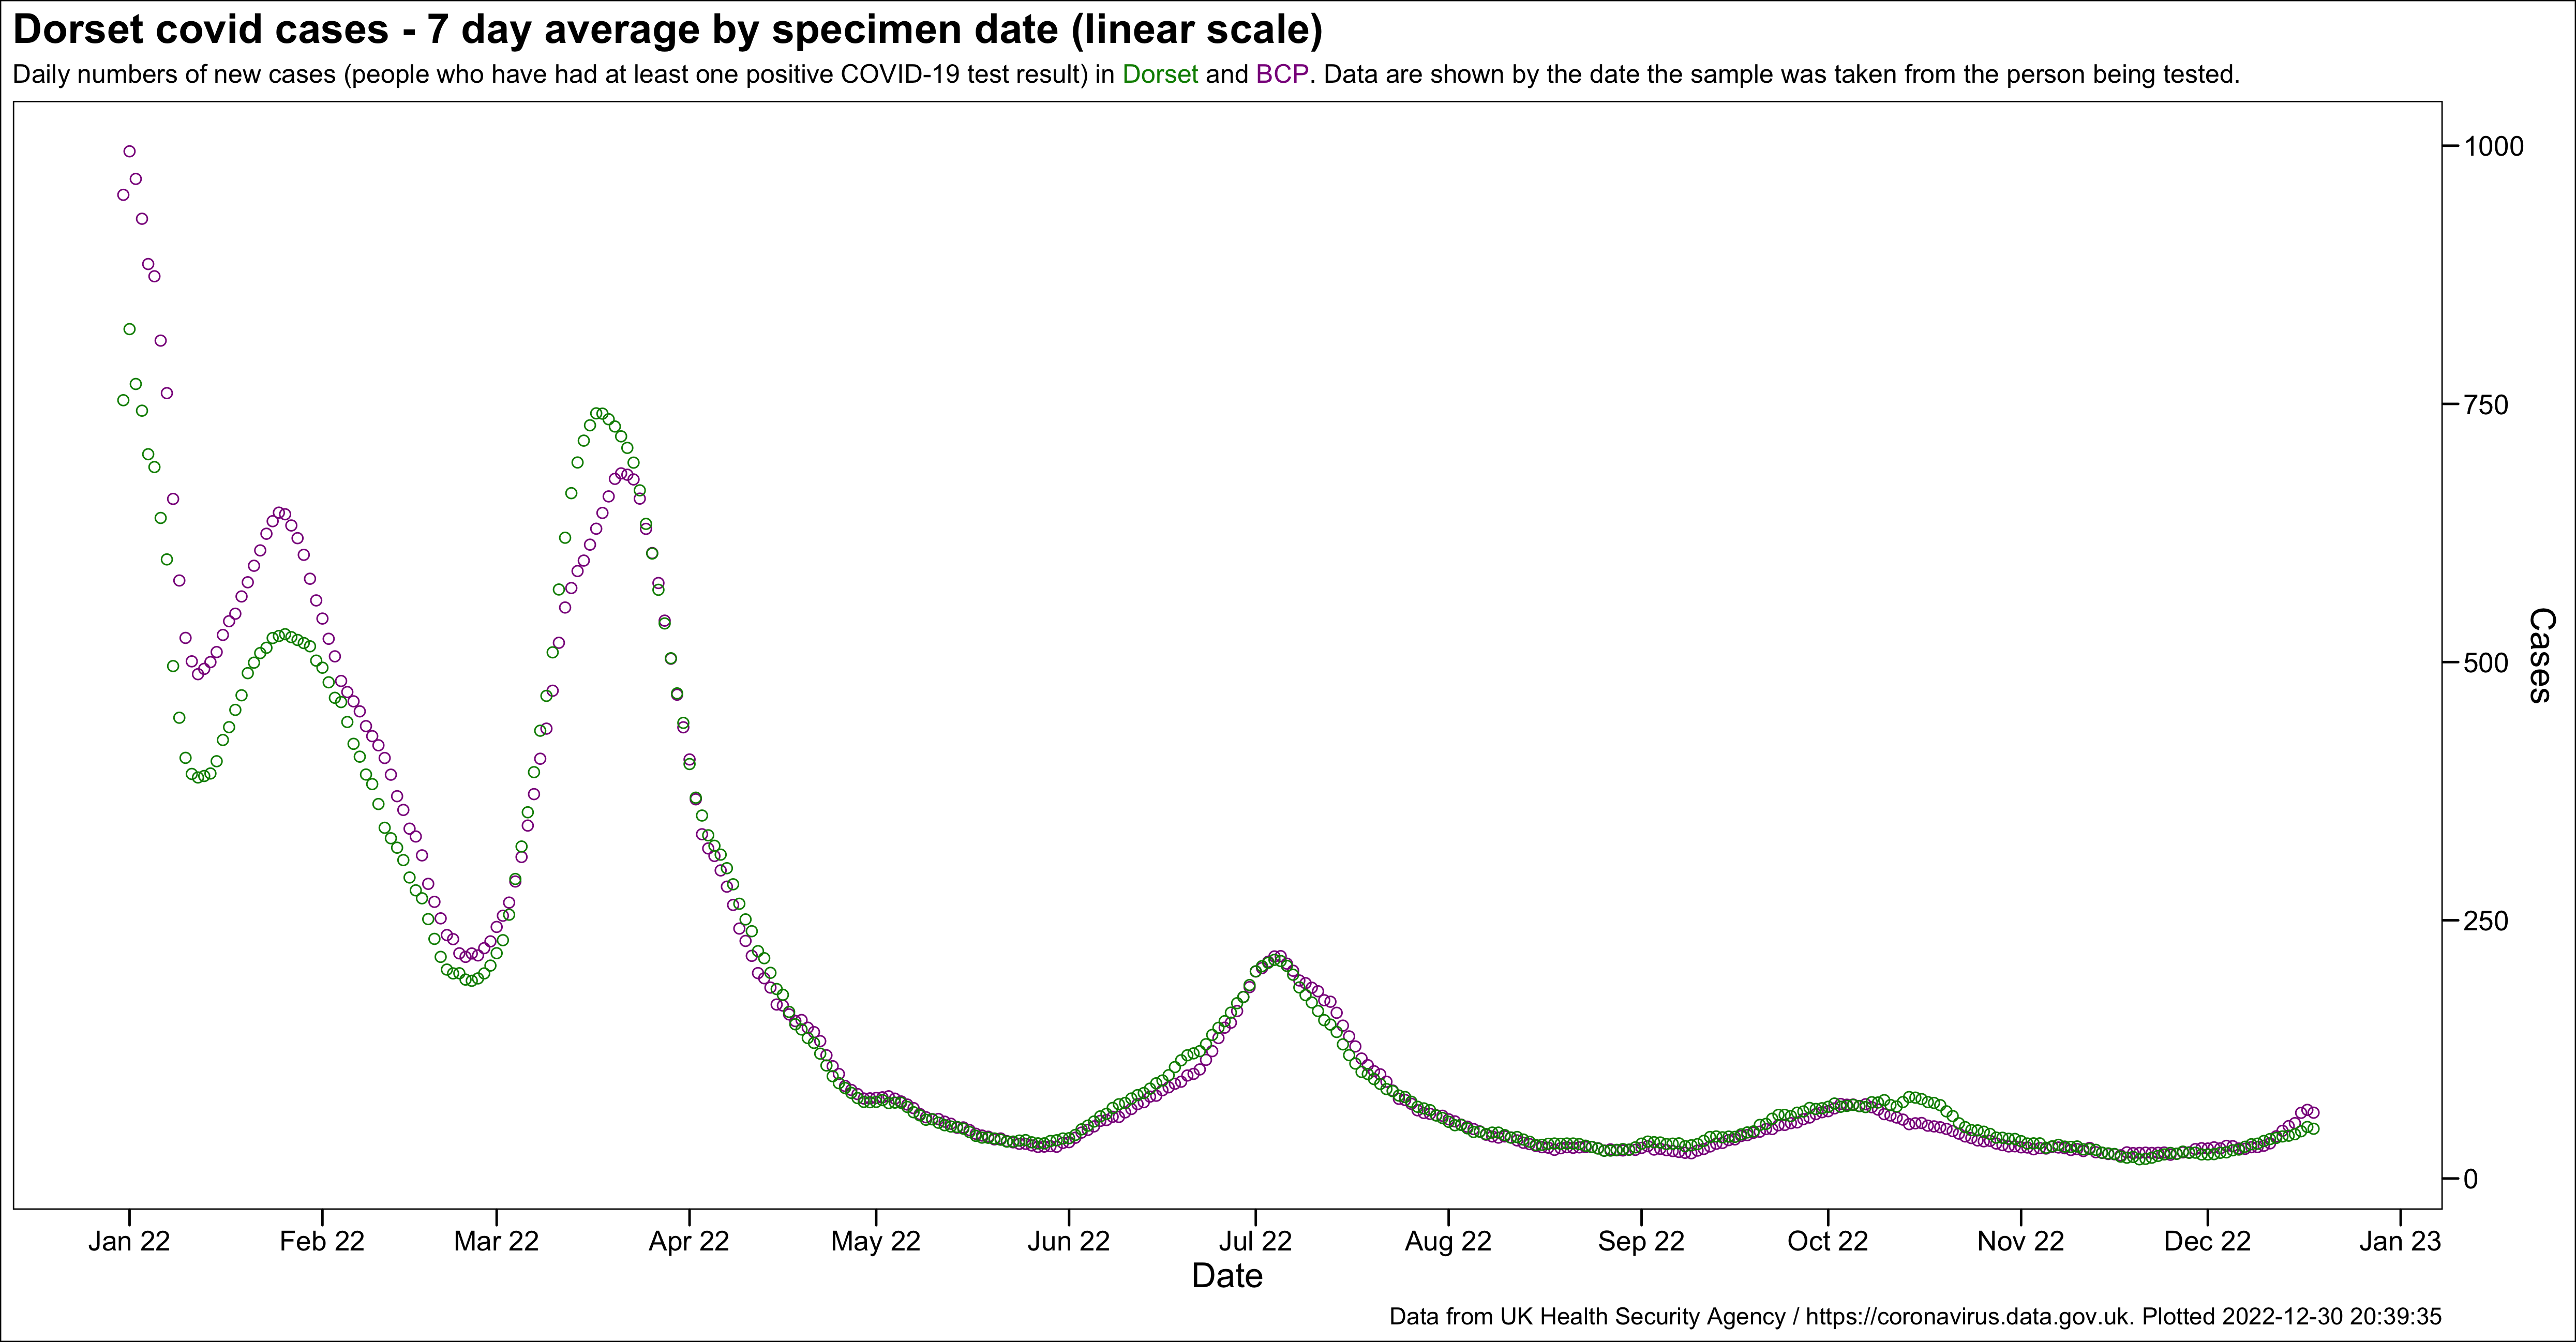 Dorset covid cases - 7 day average by specimen date (linear scale)
Daily numbers of new cases (people who have had at least one positive COVID-19 test result) in Dorset and BCP. Data are shown by the date the sample was taken from the person being tested.
1000
750
500
250
0
Cases
Jan 22 Feb 22 Mar 22 Apr 22 May 22 Jun 22 Jul 22 Aug 22 Sep 22 Oct 22 Nov 22 Dec 22 Jan 23
Date
Data from UK Health Security Agency / https://coronavirus.data.gov.uk. Plotted 2022-12-30 20:39:35